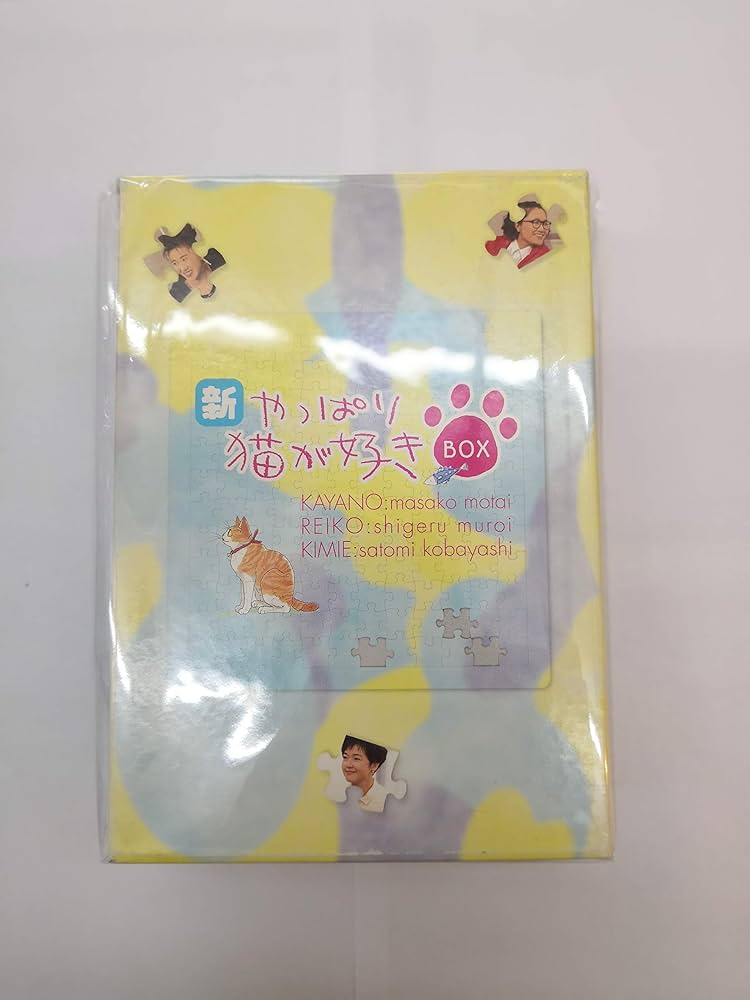 新 やっぱり
猫が好き BOX
KAYANO:masako motai
REIKO:shigeru muroi
KIMIE:satomi kobayashi